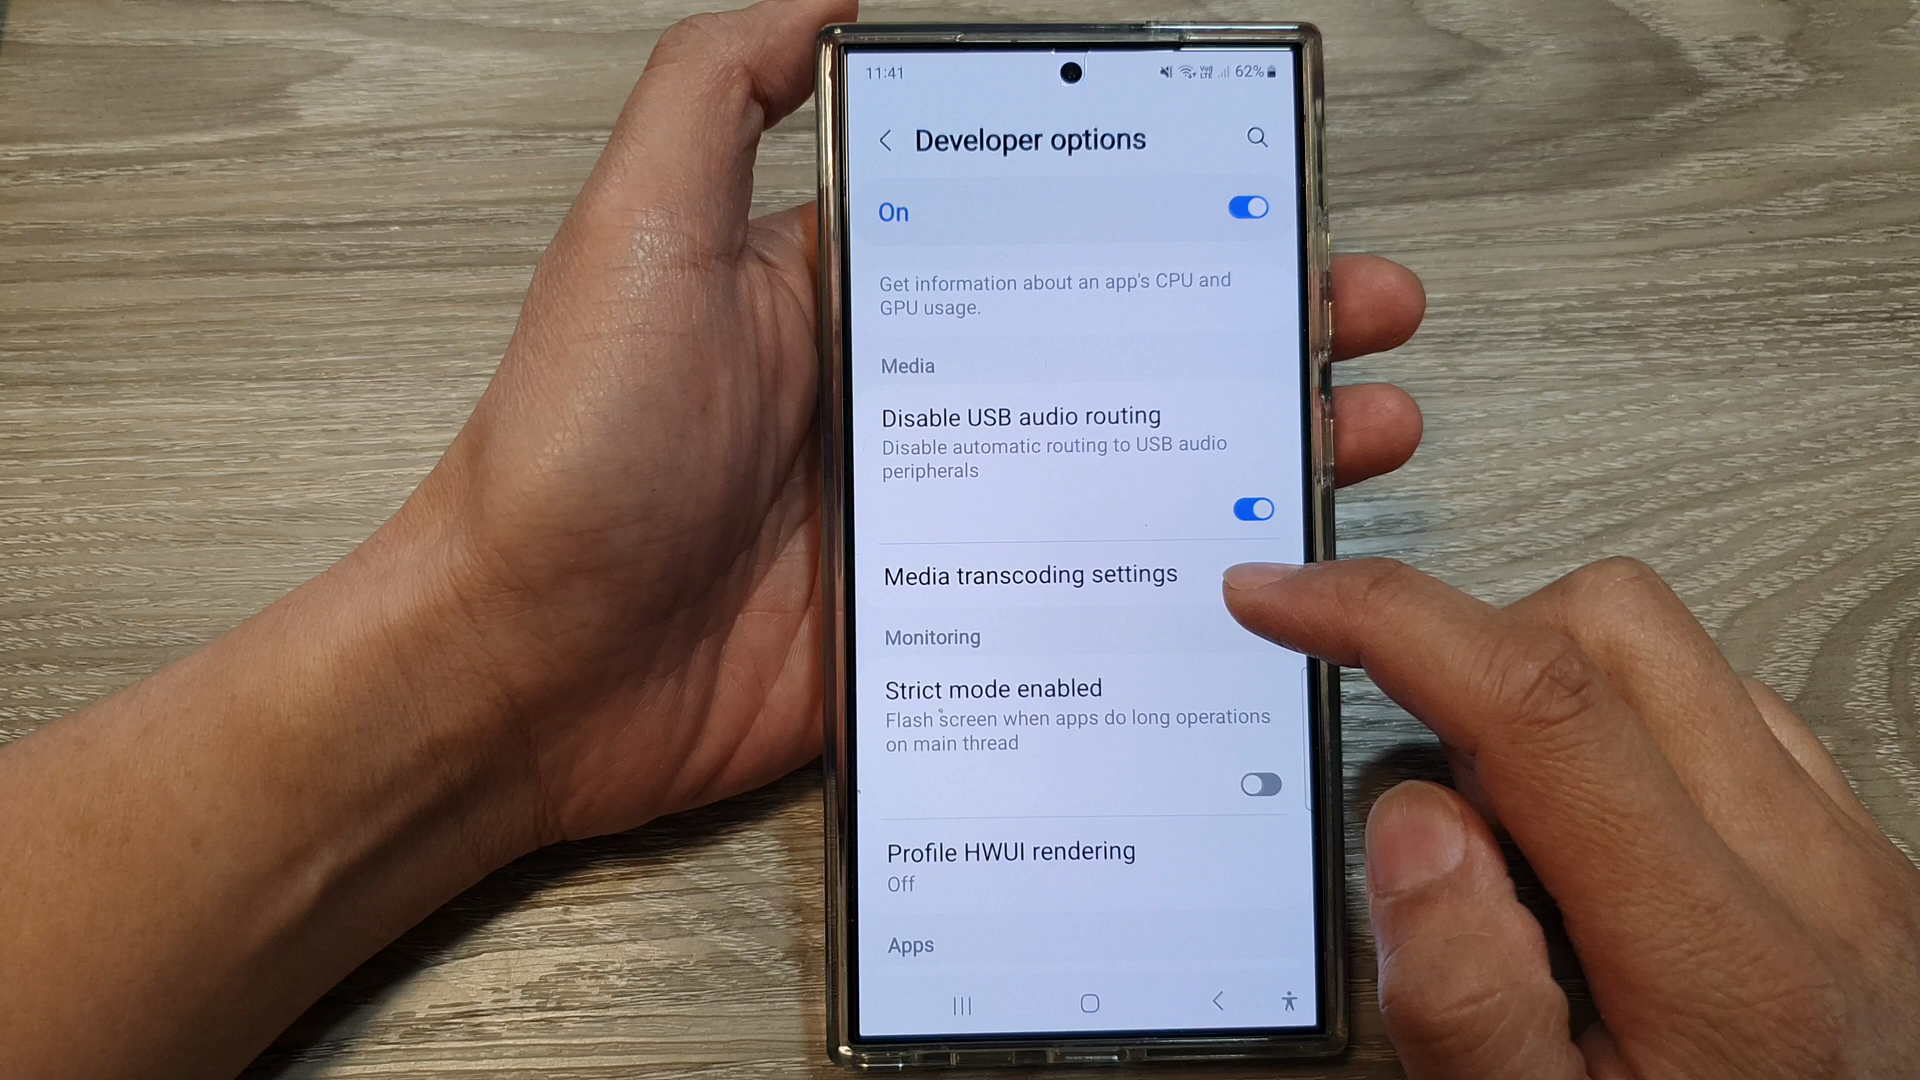 11:41
Vo)) LTE 62%
Developer options
On
Get information about an app's CPU and
GPU usage.
Media
Disable USB audio routing
Disable automatic routing to USB audio
peripherals
Media transcoding settings
Monitoring
Strict mode enabled
Flash screen when apps do long operations
on main thread
Profile HWUI rendering
Off
Apps